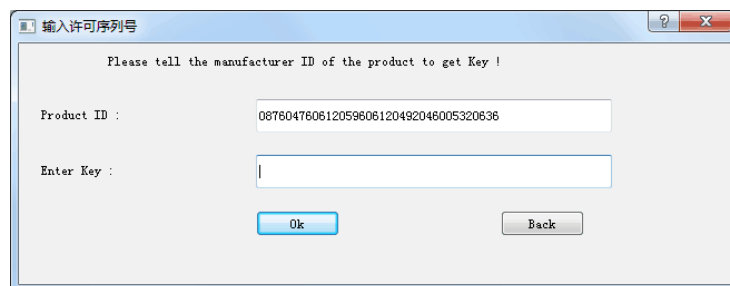 输入许可序列号
Please tell the manufacturer ID of the product to get Key !
Product ID :
087604760612059606120492046005320636
Enter Key :
Ok
Back